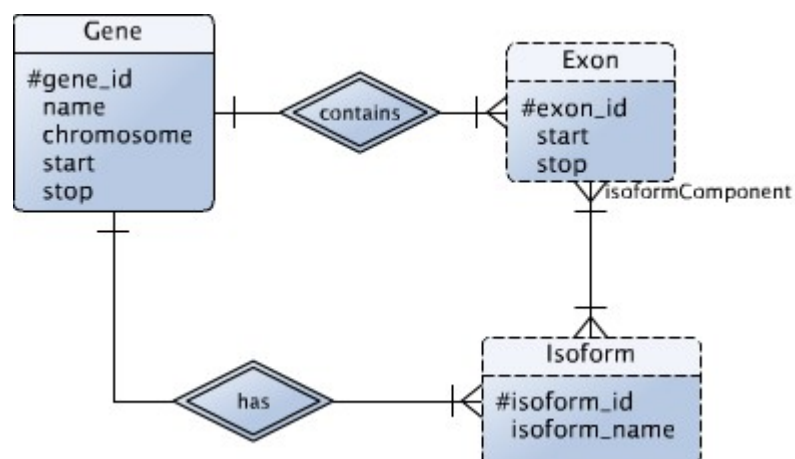 Gene
#gene_id
name
chromosome
start
stop
contains
Exon
#exon_id
start
stop
isoformComponent
has
Isoform
#isoform_id
isoform_name